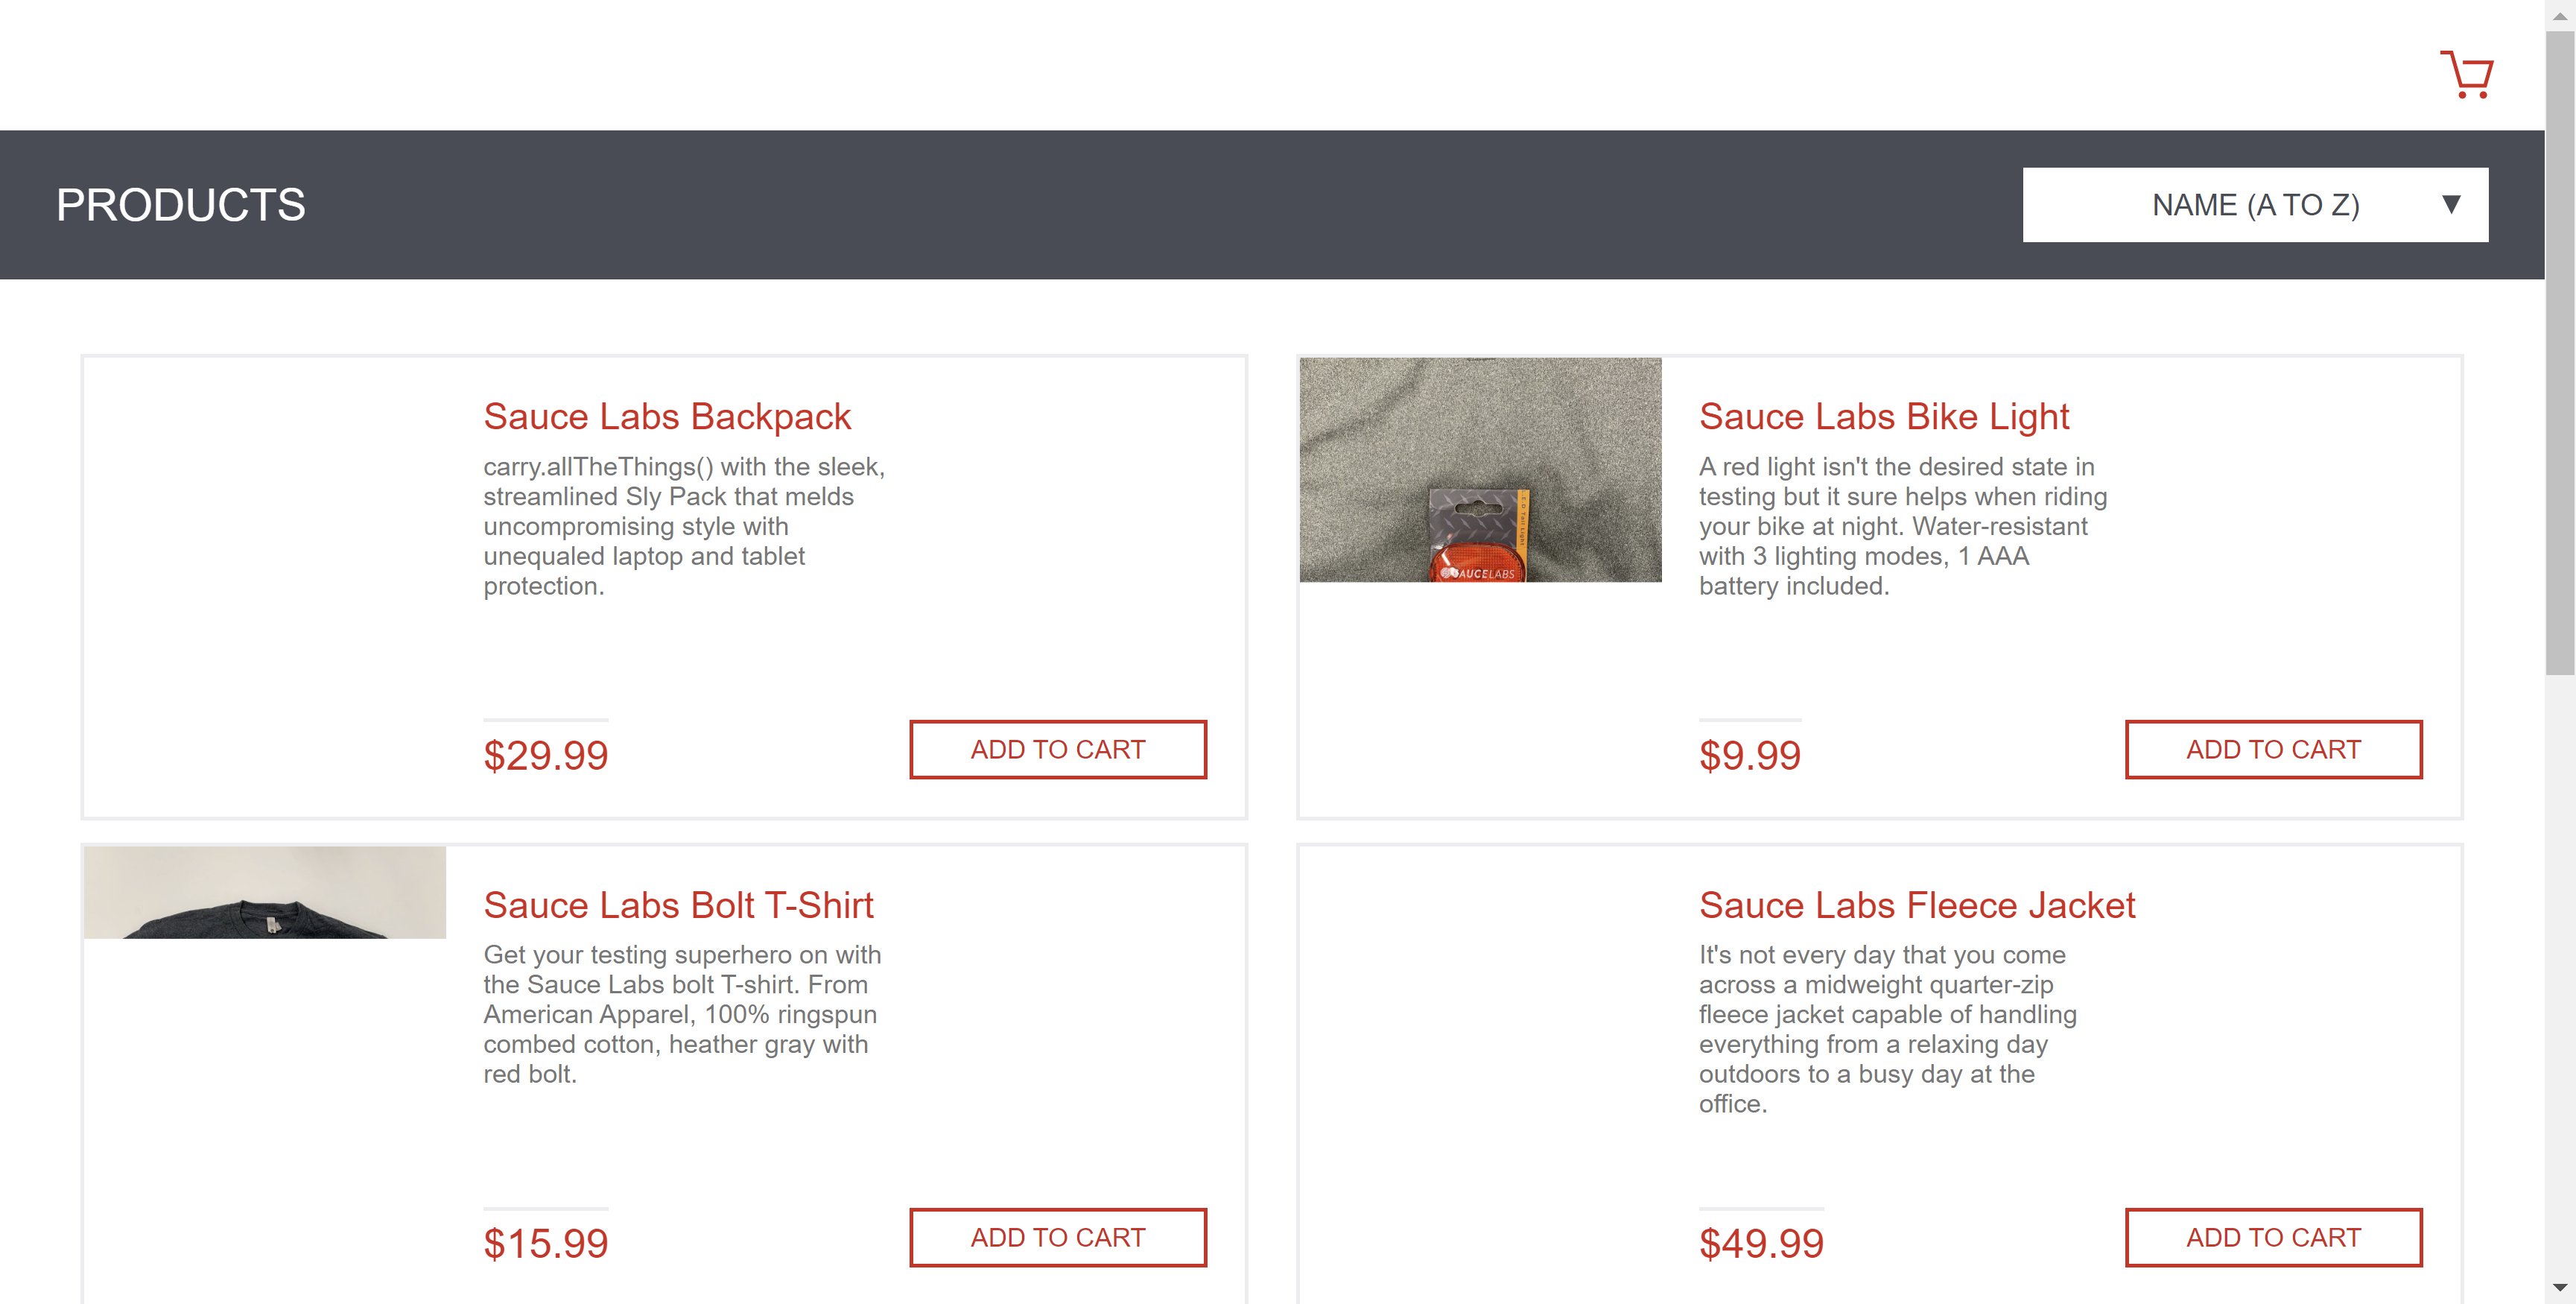 PRODUCTS
NAME (A TO Z)
Sauce Labs Backpack
carry.allTheThings() with the sleek,
streamlined Sly Pack that melds
uncompromising style with
unequaled laptop and tablet
protection.
$29.99
ADD TO CART
SAUCELABS
Sauce Labs Bike Light
A red light isn't the desired state in
testing but it sure helps when riding
your bike at night. Water-resistant
with 3 lighting modes, 1 AAA
battery included.
$9.99
ADD TO CART
Sauce Labs Bolt T-Shirt
Get your testing superhero on with
the Sauce Labs bolt T-shirt. From
American Apparel, 100% ringspun
combed cotton, heather gray with
red bolt.
$15.99
ADD TO CART
Sauce Labs Fleece Jacket
It's not every day that you come
across a midweight quarter-zip
fleece jacket capable of handling
everything from a relaxing day
outdoors to a busy day at the
office.
$49.99
ADD TO CART